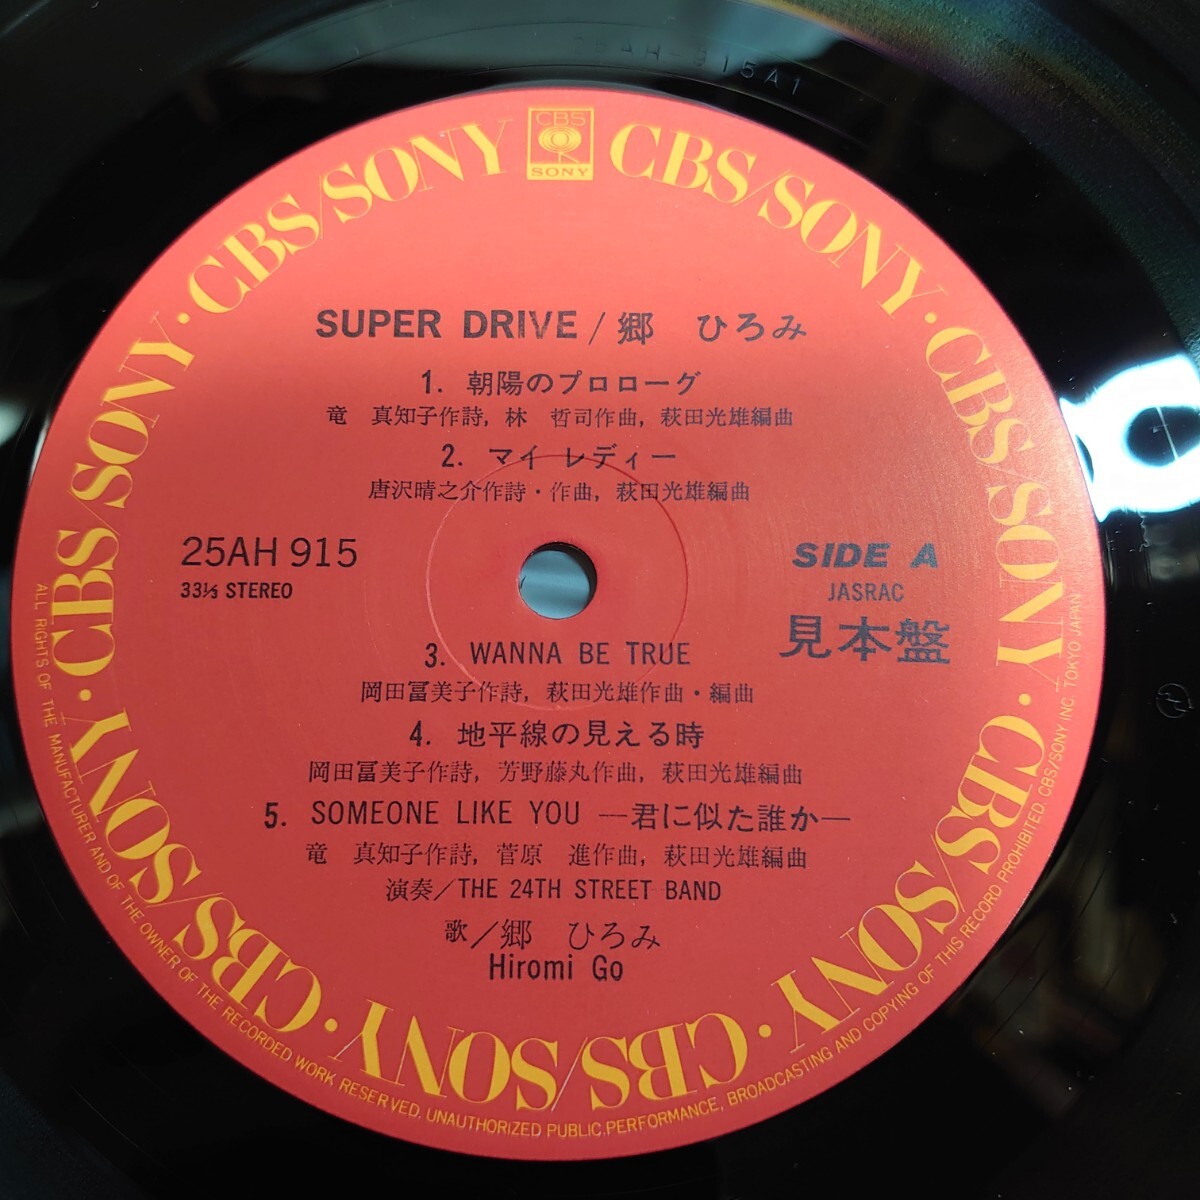 25AH-915A1
CBS
SONY
CBS/SONY · CBS/SONY · CBS/SONY · CBS/SONY · CBS/SONY · CBS/SONY · CBS/SONY · CBS/SONY
SUPER DRIVE / 郷 ひろみ
1. 朝陽のプロローグ
竜 真知子作詩, 林 哲司作曲, 萩田光雄編曲
2. マイ レディー
唐沢晴之介作詩・作曲, 萩田光雄編曲
25AH 915
33⅓ STEREO
SIDE A
JASRAC
見本盤
3. WANNA BE TRUE
岡田冨美子作詩, 萩田光雄作曲・編曲
4. 地平線の見える時
岡田冨美子作詩, 芳野藤丸作曲, 萩田光雄編曲
5. SOMEONE LIKE YOU —君に似た誰か—
竜 真知子作詩, 菅原 進作曲, 萩田光雄編曲
演奏/THE 24TH STREET BAND
歌/郷 ひろみ
Hiromi Go
ALL RIGHTS OF THE MANUFACTURER AND OF THE OWNER OF THE RECORDED WORK RESERVED. UNAUTHORIZED PUBLIC PERFORMANCE, BROADCASTING AND COPYING OF THIS RECORD PROHIBITED. CBS/SONY INC. TOKYO JAPAN